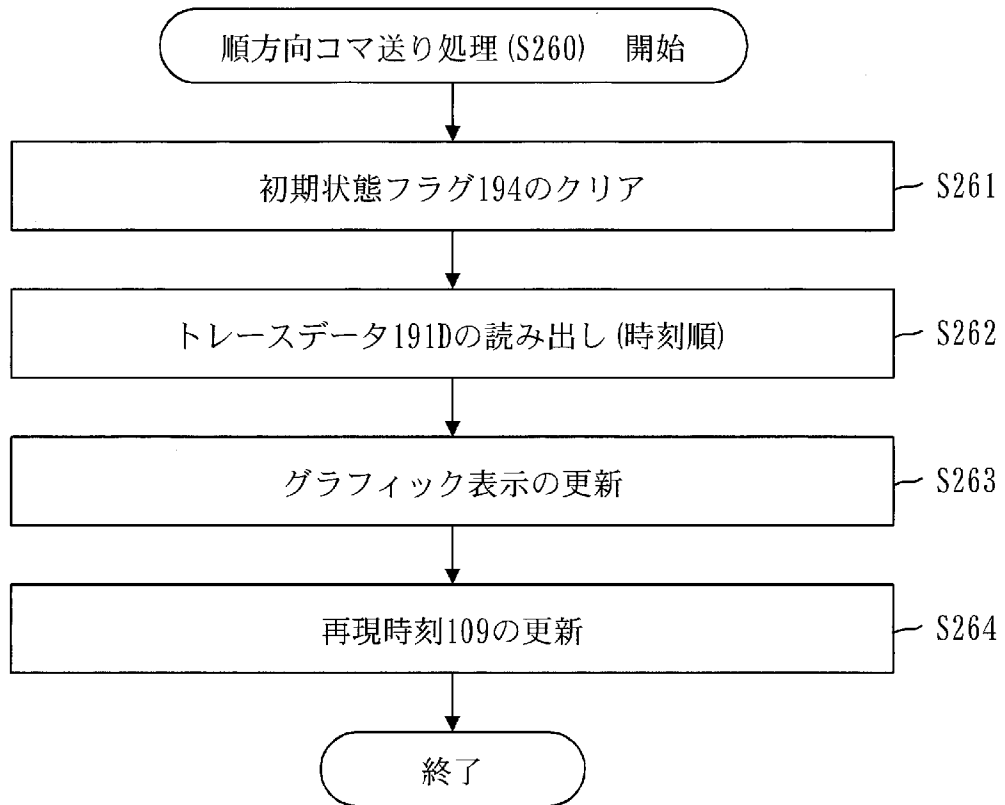 順方向コマ送り処理(S260)　開始
初期状態フラグ194のクリア
S261
トレースデータ191Dの読み出し(時刻順)
S262
グラフィック表示の更新
S263
再現時刻109の更新
S264
終了